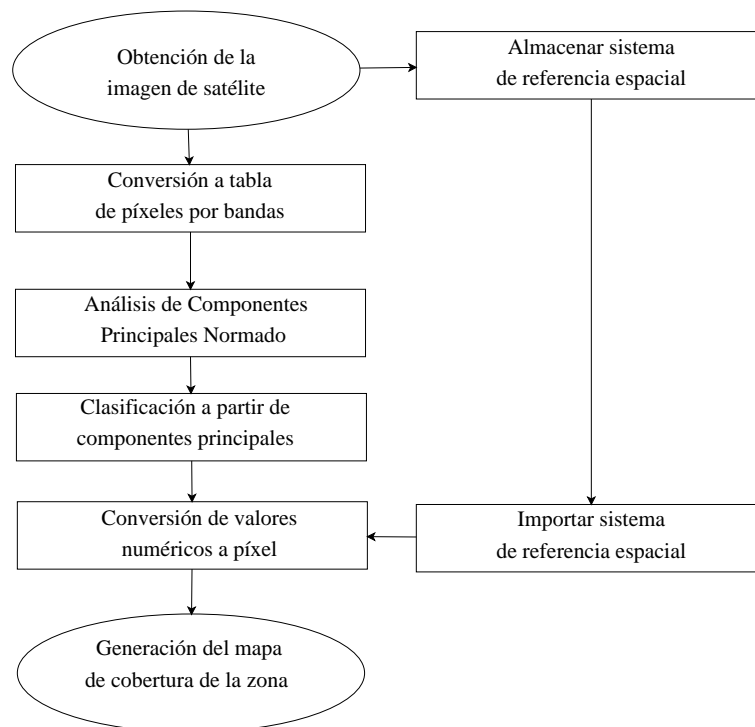 Obtención de la
imagen de satélite
Almacenar sistema
de referencia espacial
Conversión a tabla
de píxeles por bandas
Análisis de Componentes
Principales Normado
Clasificación a partir de
componentes principales
Conversión de valores
numéricos a píxel
Importar sistema
de referencia espacial
Generación del mapa
de cobertura de la zona